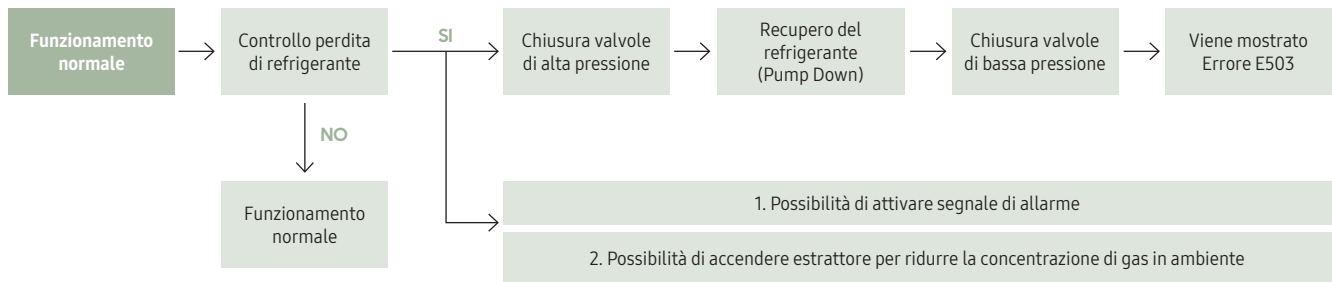 Funzionamento
normale
Controllo perdita
di refrigerante
SI
Chiusura valvole
di alta pressione
Recupero del
refrigerante
(Pump Down)
Chiusura valvole
di bassa pressione
Viene mostrato
Errore E503
NO
Funzionamento
normale
1. Possibilità di attivare segnale di allarme
2. Possibilità di accendere estrattore per ridurre la concentrazione di gas in ambiente